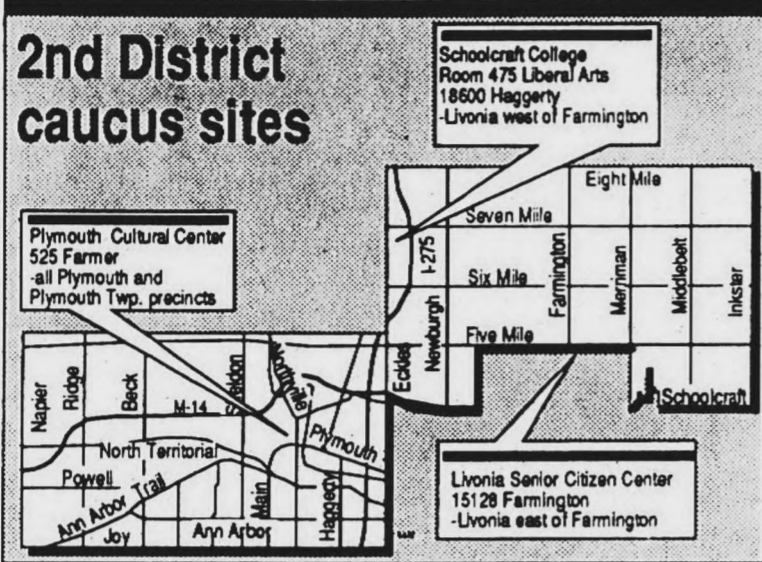 2nd District
caucus sites
Schoolcraft College
Room 475 Liberal Arts
18600 Haggerty
-Livonia west of Farmington
Plymouth Cultural Center
525 Farmer
-all Plymouth and
Plymouth Twp. precincts
Eight Mile
Seven Miile
I-275
Six Mile
Farmington
Merriman
Middlebelt
Inkster
Five Mile
Eckles
Newburgh
Schoolcraft
Napier
Ridge
Beck
Sheldon
Northville
M-14
Plymouth
North Territorial
Powell
Ann Arbor Trail
Main
Haggerty
Joy
Ann Arbor
Livonia Senior Citizen Center
15128 Farmington
-Livonia east of Farmington